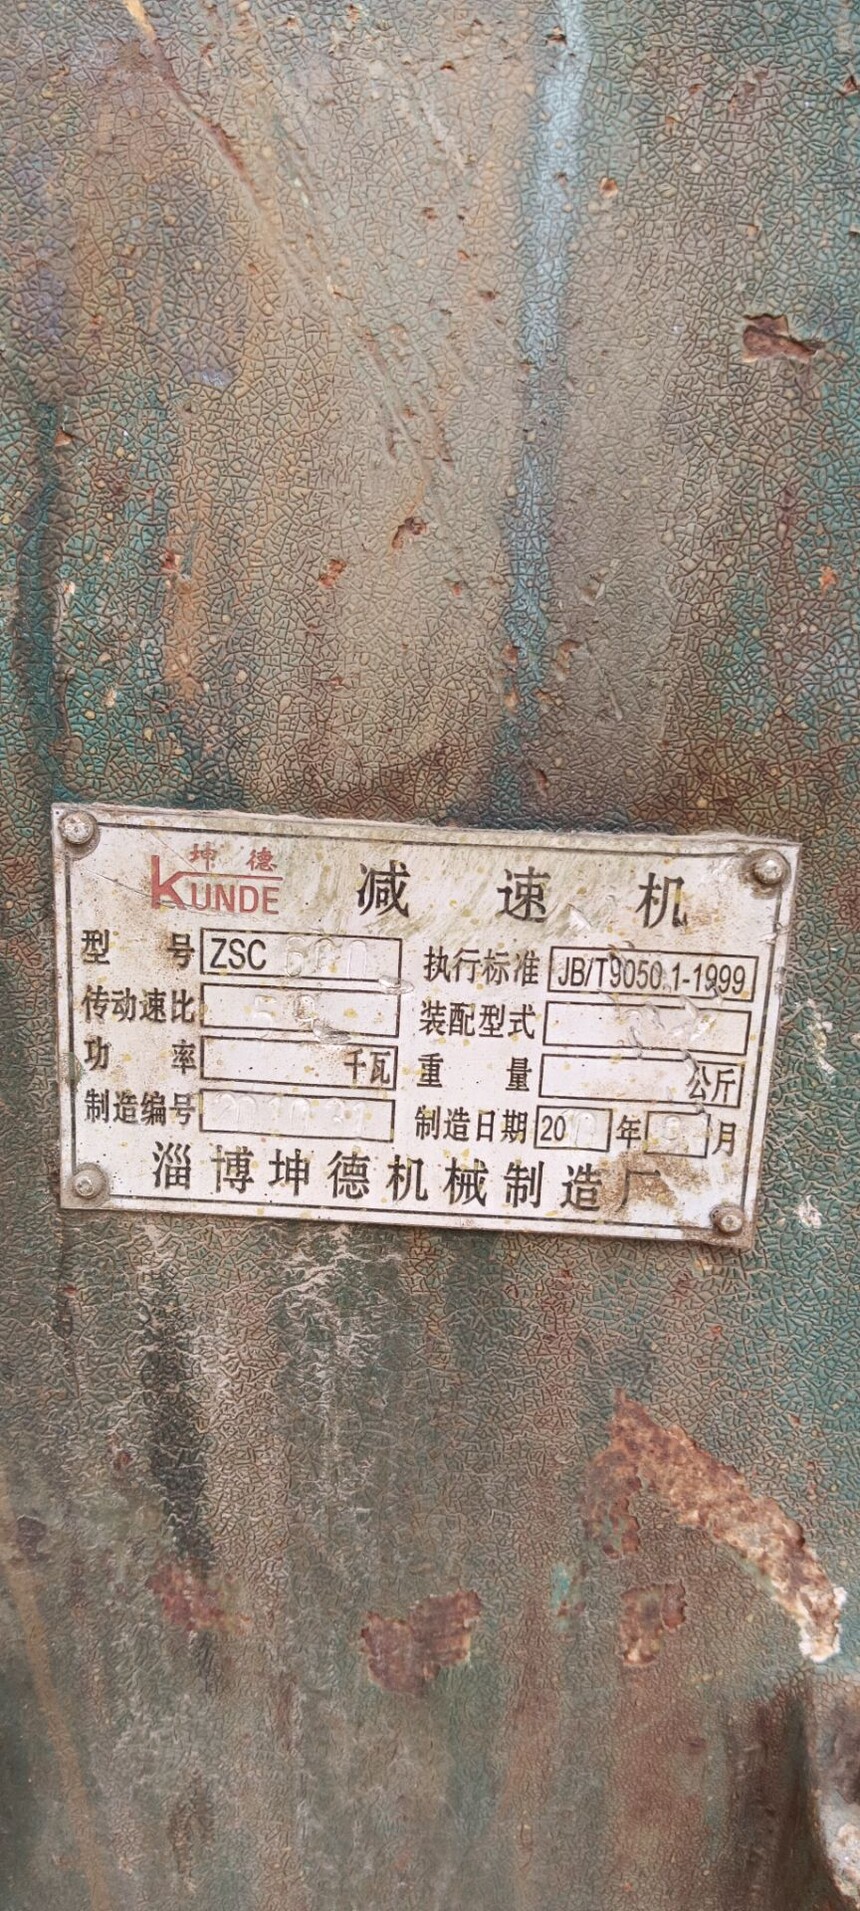 坤德
KUNDE 减速机
型号 ZSC 执行标准 JB/T9050.1-1999
传动速比 装配型式
功率 千瓦 重量 公斤
制造编号 制造日期 20 年 月
淄博坤德机械制造厂